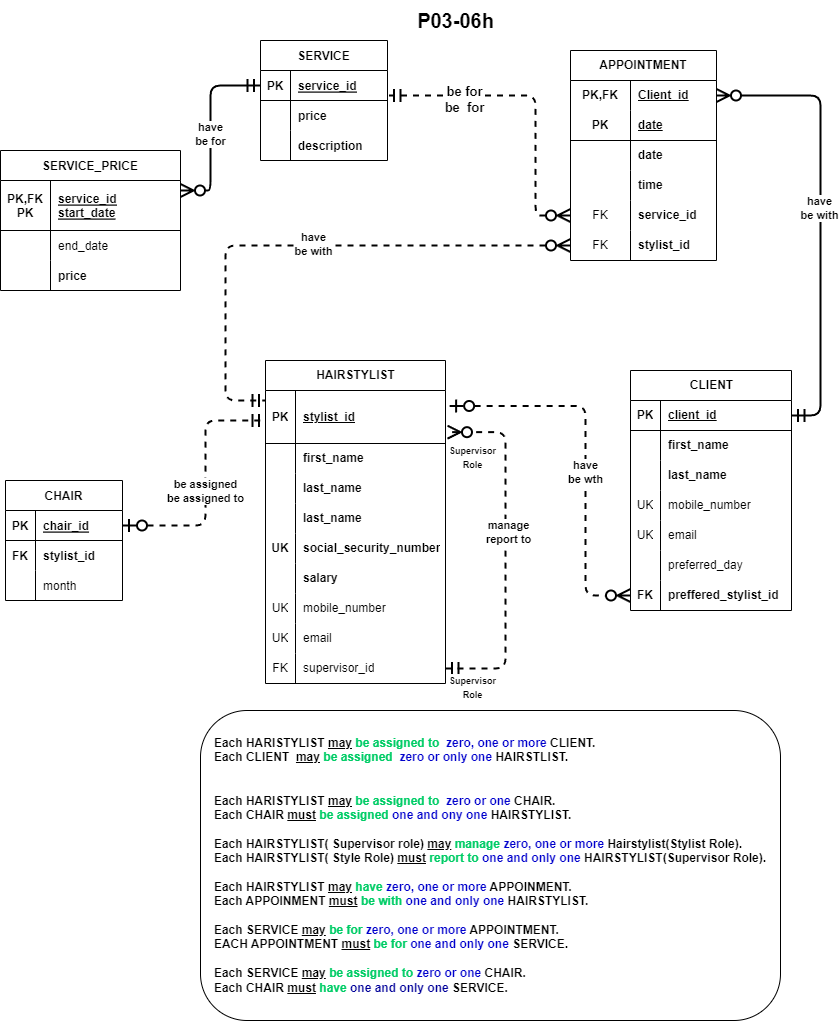 P03-06h
SERVICE
PK service_id
price
description
APPOINTMENT
PK,FK Client_id
PK date
date
time
FK service_id
FK stylist_id
be for
be for
have
be for
SERVICE_PRICE
PK,FK service_id
PK start_date
end_date
price
have
be with
have
be with
HAIRSTYLIST
PK stylist_id
first_name
last_name
last_name
UK social_security_number
salary
UK mobile_number
UK email
FK supervisor_id
CLIENT
PK client_id
first_name
last_name
UK mobile_number
UK email
preferred_day
FK preffered_stylist_id
Supervisor
Role
have
be wth
be assigned
be assigned to
CHAIR
PK chair_id
FK stylist_id
month
manage
report to
Supervisor
Role
Each HARISTYLIST may be assigned to zero, one or more CLIENT.
Each CLIENT may be assigned zero or only one HAIRSTLIST.
Each HARISTYLIST may be assigned to zero or one CHAIR.
Each CHAIR must be assigned one and ony one HAIRSTYLIST.
Each HAIRSTYLIST( Supervisor role) may manage zero, one or more Hairstylist(Stylist Role).
Each HAIRSTYLIST( Style Role) must report to one and only one HAIRSTYLIST(Supervisor Role).
Each HAIRSTYLIST may have zero, one or more APPOINMENT.
Each APPOINMENT must be with one and only one HAIRSTYLIST.
Each SERVICE may be for zero, one or more APPOINTMENT.
EACH APPOINTMENT must be for one and only one SERVICE.
Each SERVICE may be assigned to zero or one CHAIR.
Each CHAIR must have one and only one SERVICE.